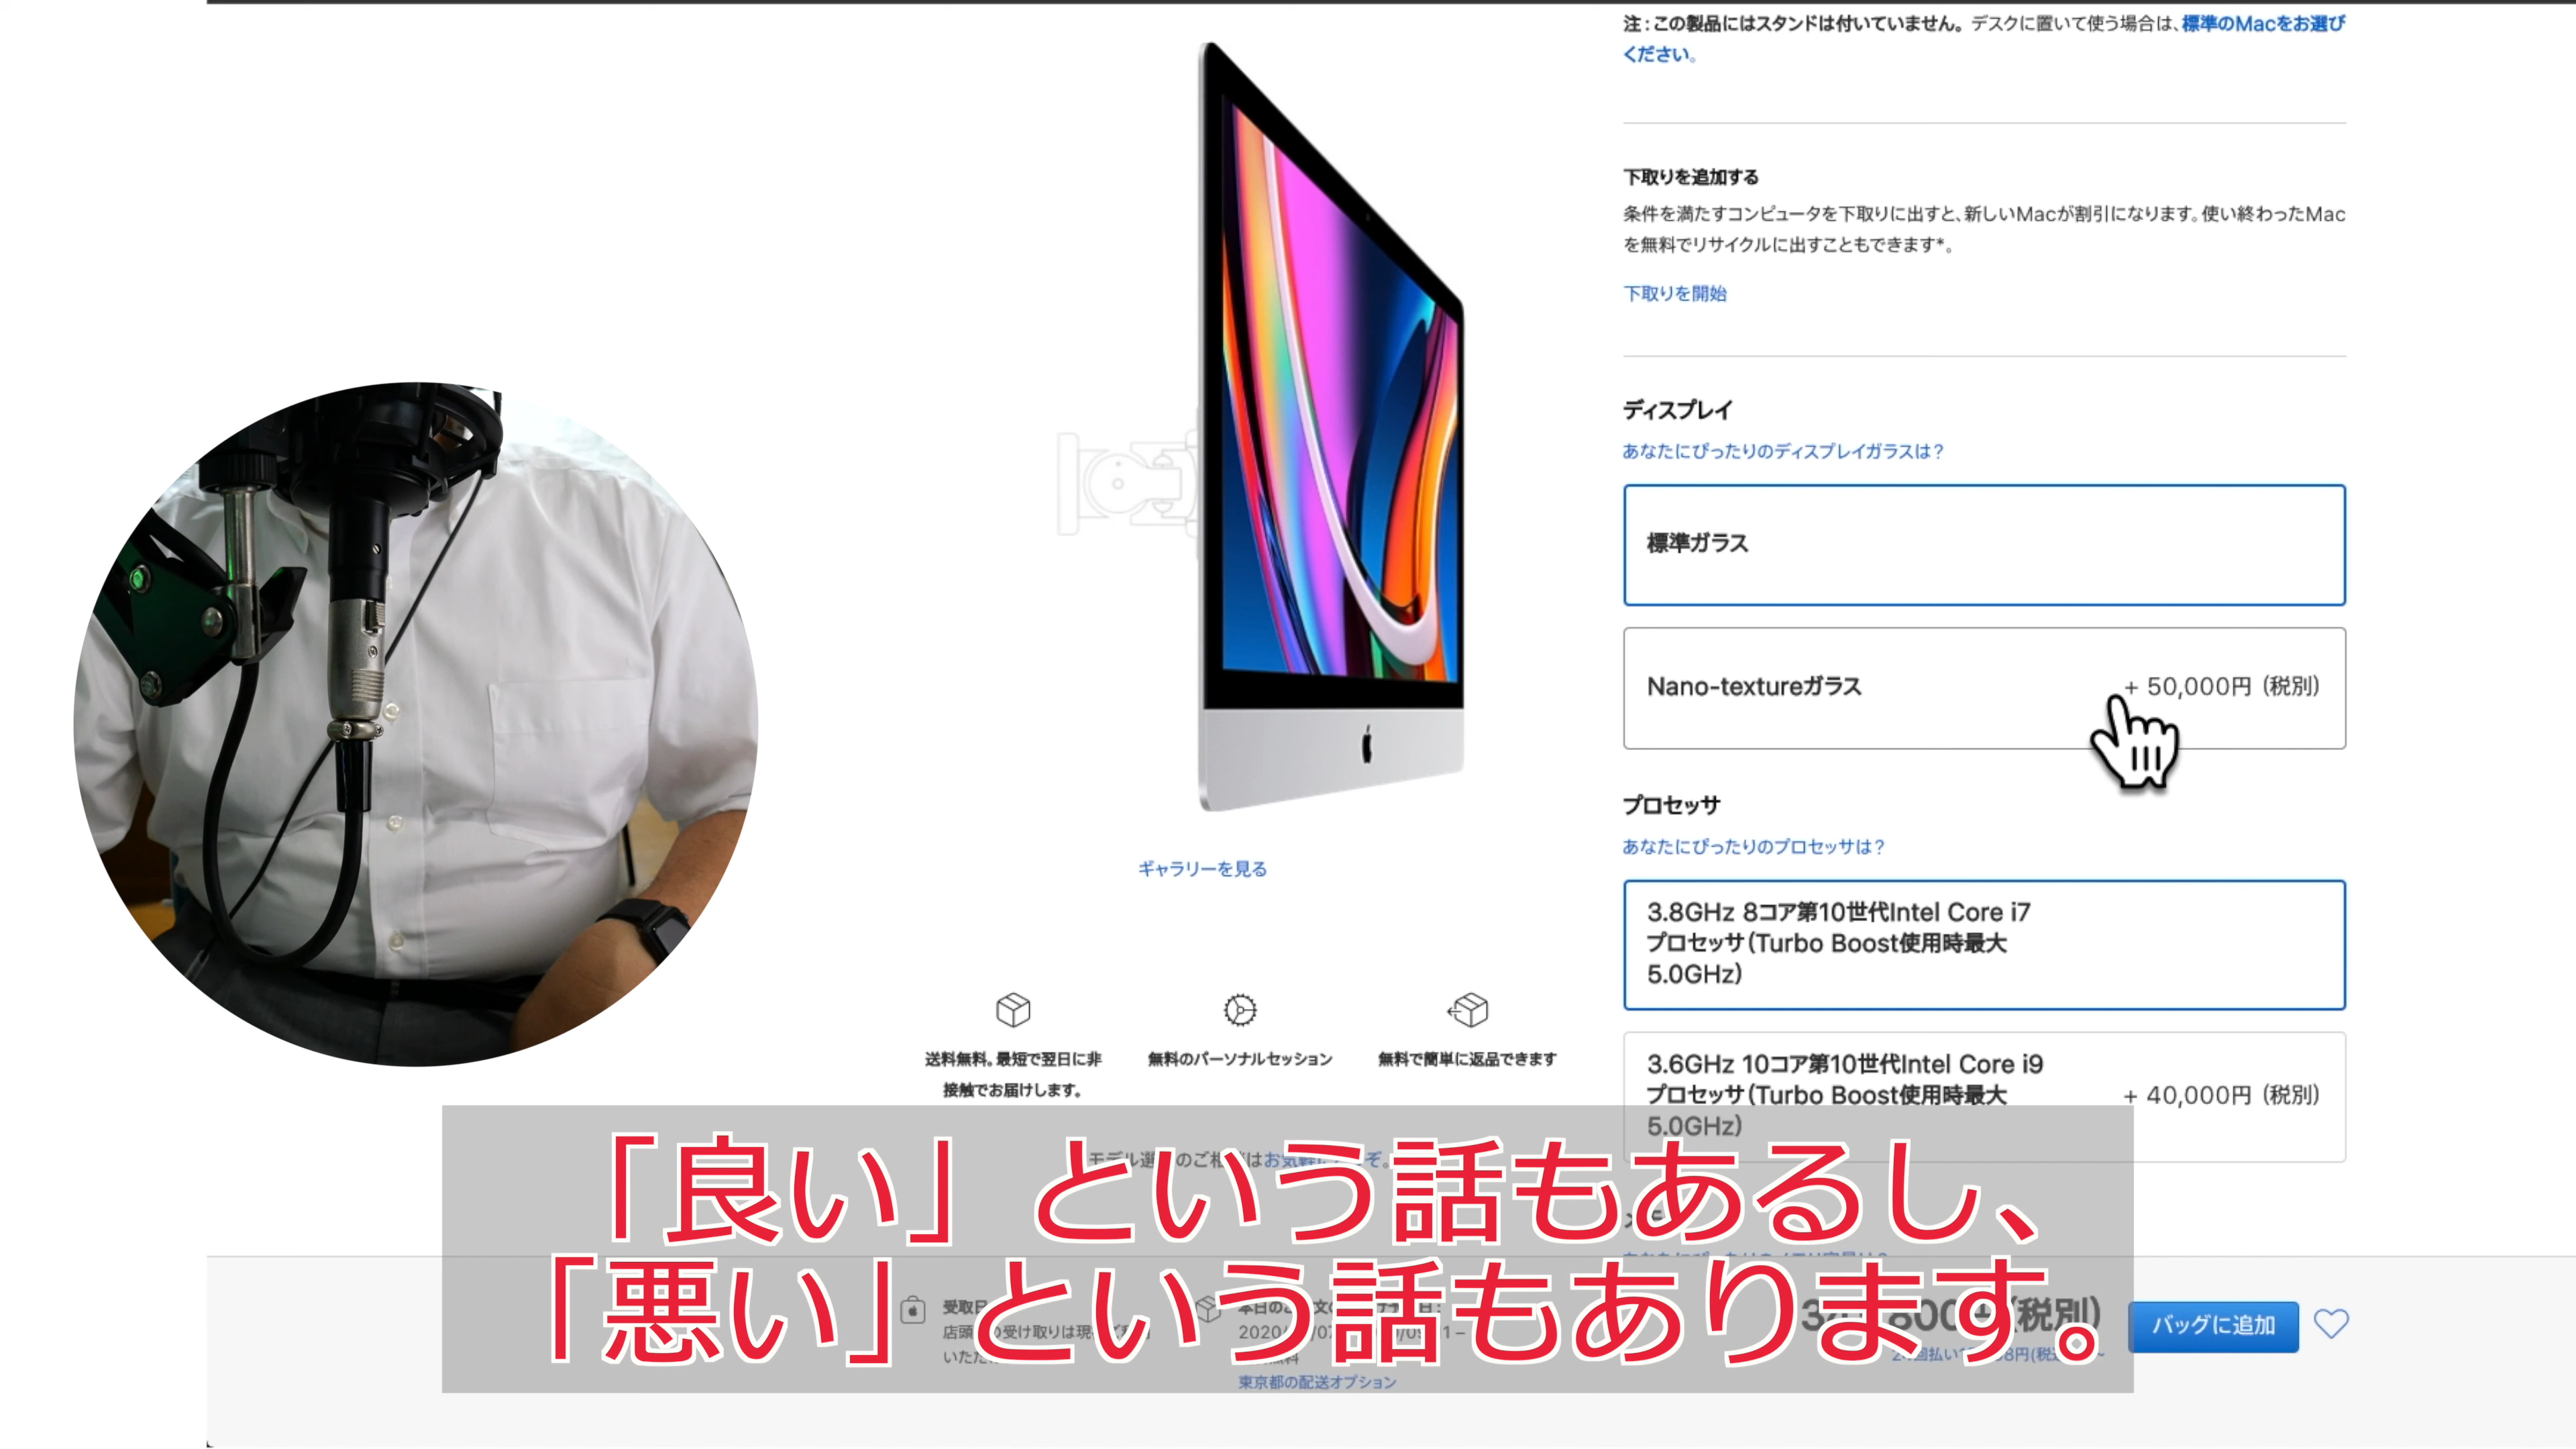 注：この製品にはスタンドは付いていません。デスクに置いて使う場合は、標準のMacをお選び
ください。
下取りを追加する
条件を満たすコンピュータを下取りに出すと、新しいMacが割引になります。使い終わったMac
を無料でリサイクルに出すこともできます*。
下取りを開始
ディスプレイ
あなたにぴったりのディスプレイガラスは？
標準ガラス
Nano-textureガラス
+ 50,000円（税別）
プロセッサ
あなたにぴったりのプロセッサは？
3.8GHz 8コア第10世代Intel Core i7
プロセッサ（Turbo Boost使用時最大
5.0GHz）
3.6GHz 10コア第10世代Intel Core i9
プロセッサ（Turbo Boost使用時最大
5.0GHz）
+ 40,000円（税別）
ギャラリーを見る
送料無料。最短で翌日に非
接触でお届けします。
無料のパーソナルセッション
無料で簡単に返品できます
「良い」という話もあるし、
「悪い」という話もあります。
東京都の配送オプション
バッグに追加